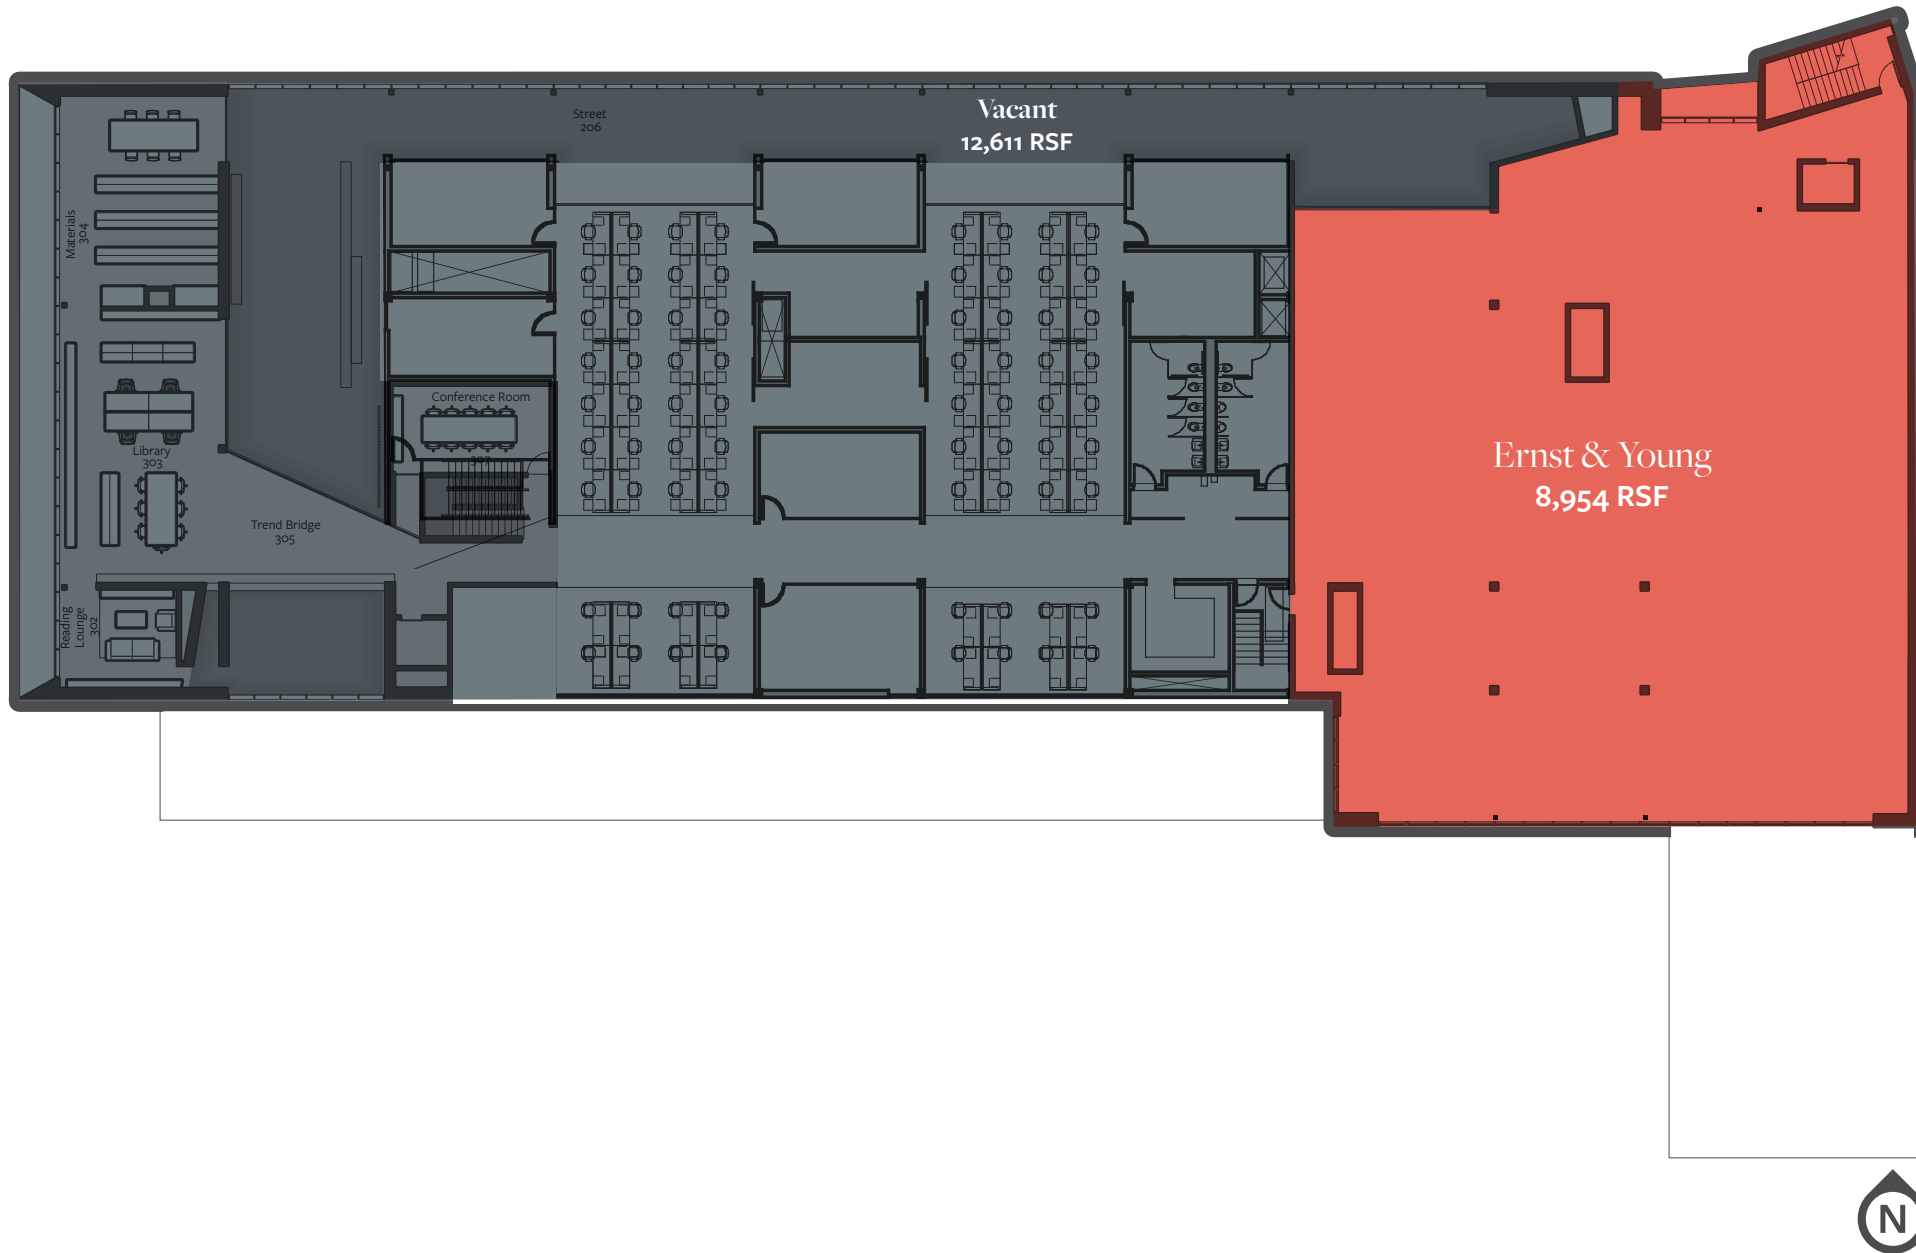 Vacant
12,611 RSF
Street
206
Materials
304
Conference Room
307
Library
303
Trend Bridge
305
Reading
Lounge
302
Ernst & Young
8,954 RSF
N